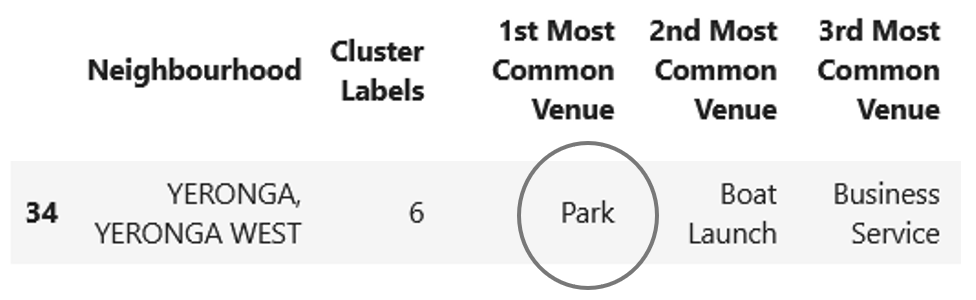 Neighbourhood Cluster Labels 1st Most Common Venue 2nd Most Common Venue 3rd Most Common Venue
34 YERONGA, YERONGA WEST 6 Park Boat Launch Business Service